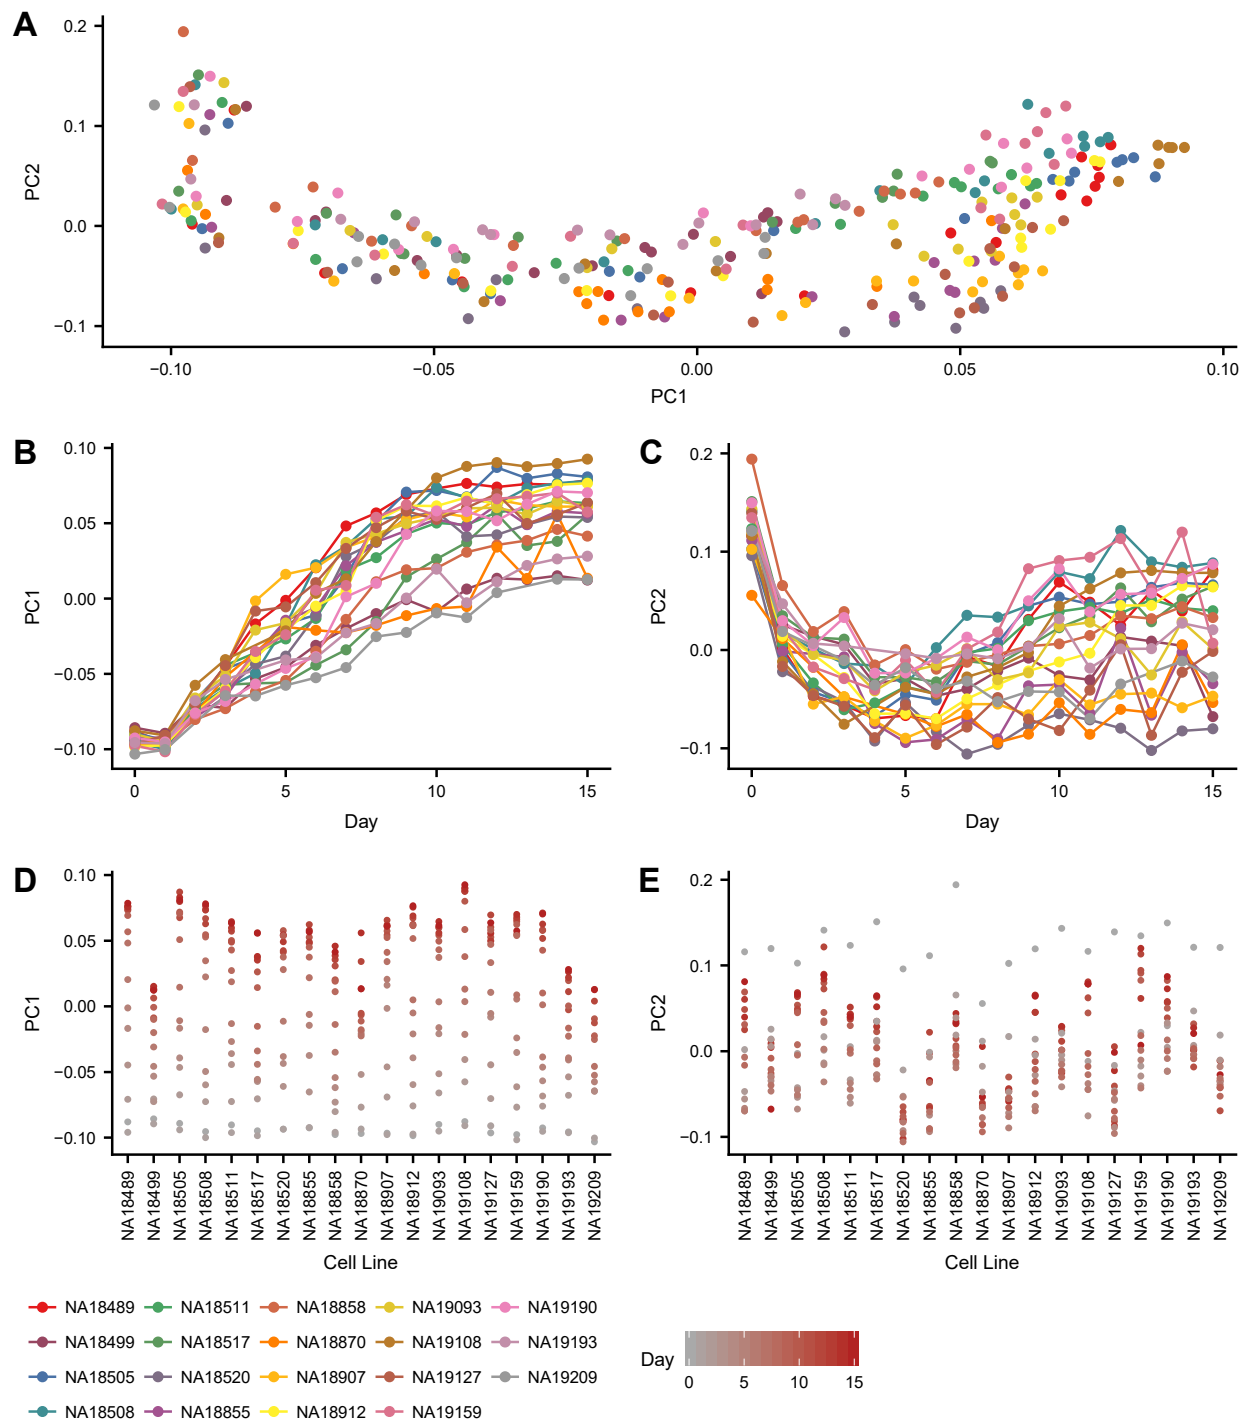 A
0.2
0.1
0.0
−0.1
PC2
−0.10
−0.05
0.00
0.05
0.10
PC1
B
0.10
0.05
0.00
−0.05
−0.10
PC1
0
5
10
15
Day
C
0.2
0.1
0.0
−0.1
PC2
0
5
10
15
Day
D
0.10
0.05
0.00
−0.05
−0.10
PC1
NA18489
NA18499
NA18505
NA18508
NA18511
NA18517
NA18520
NA18855
NA18858
NA18870
NA18907
NA18912
NA19093
NA19108
NA19127
NA19159
NA19190
NA19193
NA19209
Cell Line
E
0.2
0.1
0.0
−0.1
PC2
NA18489
NA18499
NA18505
NA18508
NA18511
NA18517
NA18520
NA18855
NA18858
NA18870
NA18907
NA18912
NA19093
NA19108
NA19127
NA19159
NA19190
NA19193
NA19209
Cell Line
NA18489 NA18511 NA18858 NA19093 NA19190
NA18499 NA18517 NA18870 NA19108 NA19193
NA18505 NA18520 NA18907 NA19127 NA19209
NA18508 NA18855 NA18912 NA19159
Day
0 5 10 15